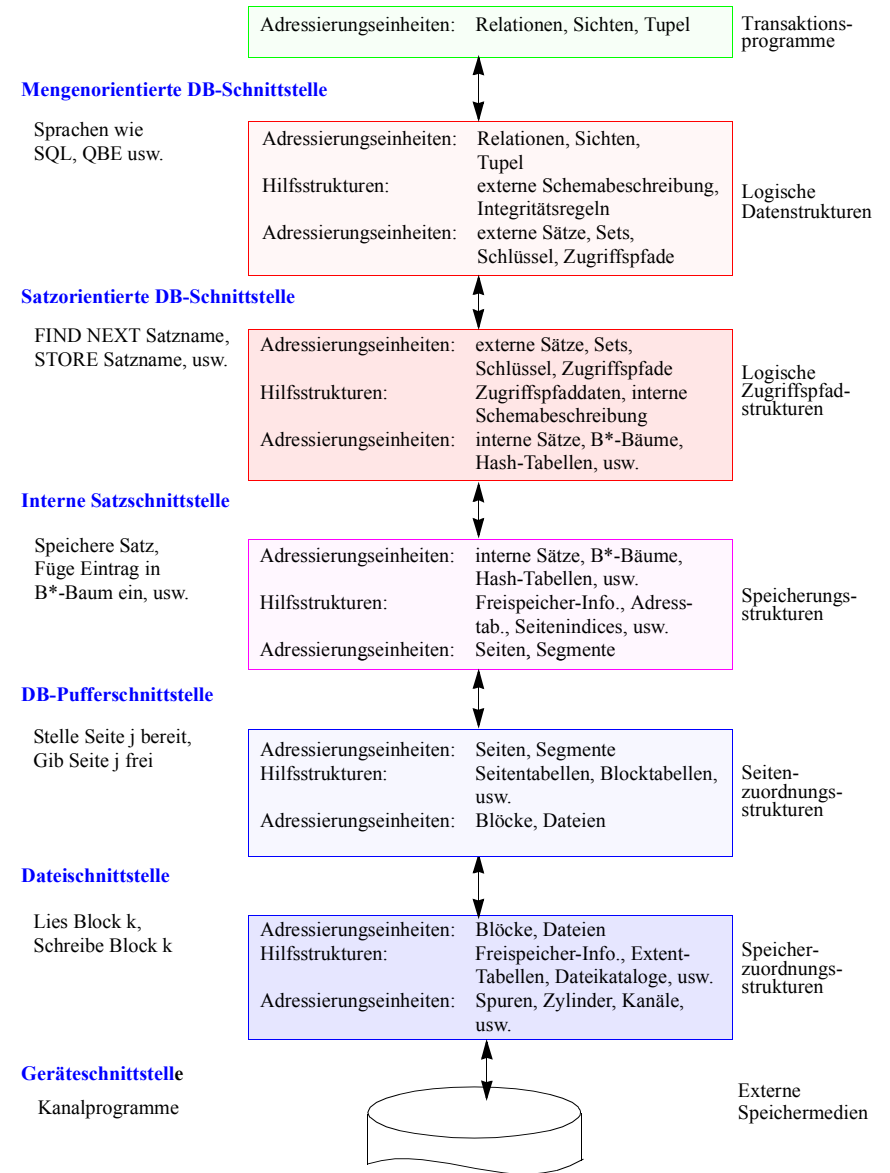 Adressierungseinheiten: Relationen, Sichten, Tupel
Transaktions-
programme
Mengenorientierte DB-Schnittstelle
Sprachen wie
SQL, QBE usw.
Adressierungseinheiten: Relationen, Sichten,
Tupel
Hilfsstrukturen: externe Schemabeschreibung,
Integritätsregeln
Adressierungseinheiten: externe Sätze, Sets,
Schlüssel, Zugriffspfade
Logische
Datenstrukturen
Satzorientierte DB-Schnittstelle
FIND NEXT Satzname,
STORE Satzname, usw.
Adressierungseinheiten: externe Sätze, Sets,
Schlüssel, Zugriffspfade
Hilfsstrukturen: Zugriffspfaddaten, interne
Schemabeschreibung
Adressierungseinheiten: interne Sätze, B*-Bäume,
Hash-Tabellen, usw.
Logische
Zugriffspfad-
strukturen
Interne Satzschnittstelle
Speichere Satz,
Füge Eintrag in
B*-Baum ein, usw.
Adressierungseinheiten: interne Sätze, B*-Bäume,
Hash-Tabellen, usw.
Hilfsstrukturen: Freispeicher-Info., Adress-
tab., Seitenindices, usw.
Adressierungseinheiten: Seiten, Segmente
Speicherungs-
strukturen
DB-Pufferschnittstelle
Stelle Seite j bereit,
Gib Seite j frei
Adressierungseinheiten: Seiten, Segmente
Hilfsstrukturen: Seitentabellen, Blocktabellen,
usw.
Adressierungseinheiten: Blöcke, Dateien
Seiten-
zuordnungs-
strukturen
Dateischnittstelle
Lies Block k,
Schreibe Block k
Adressierungseinheiten: Blöcke, Dateien
Hilfsstrukturen: Freispeicher-Info., Extent-
Tabellen, Dateikataloge, usw.
Adressierungseinheiten: Spuren, Zylinder, Kanäle,
usw.
Speicher-
zuordnungs-
strukturen
Geräteschnittstelle
Kanalprogramme
Externe
Speichermedien